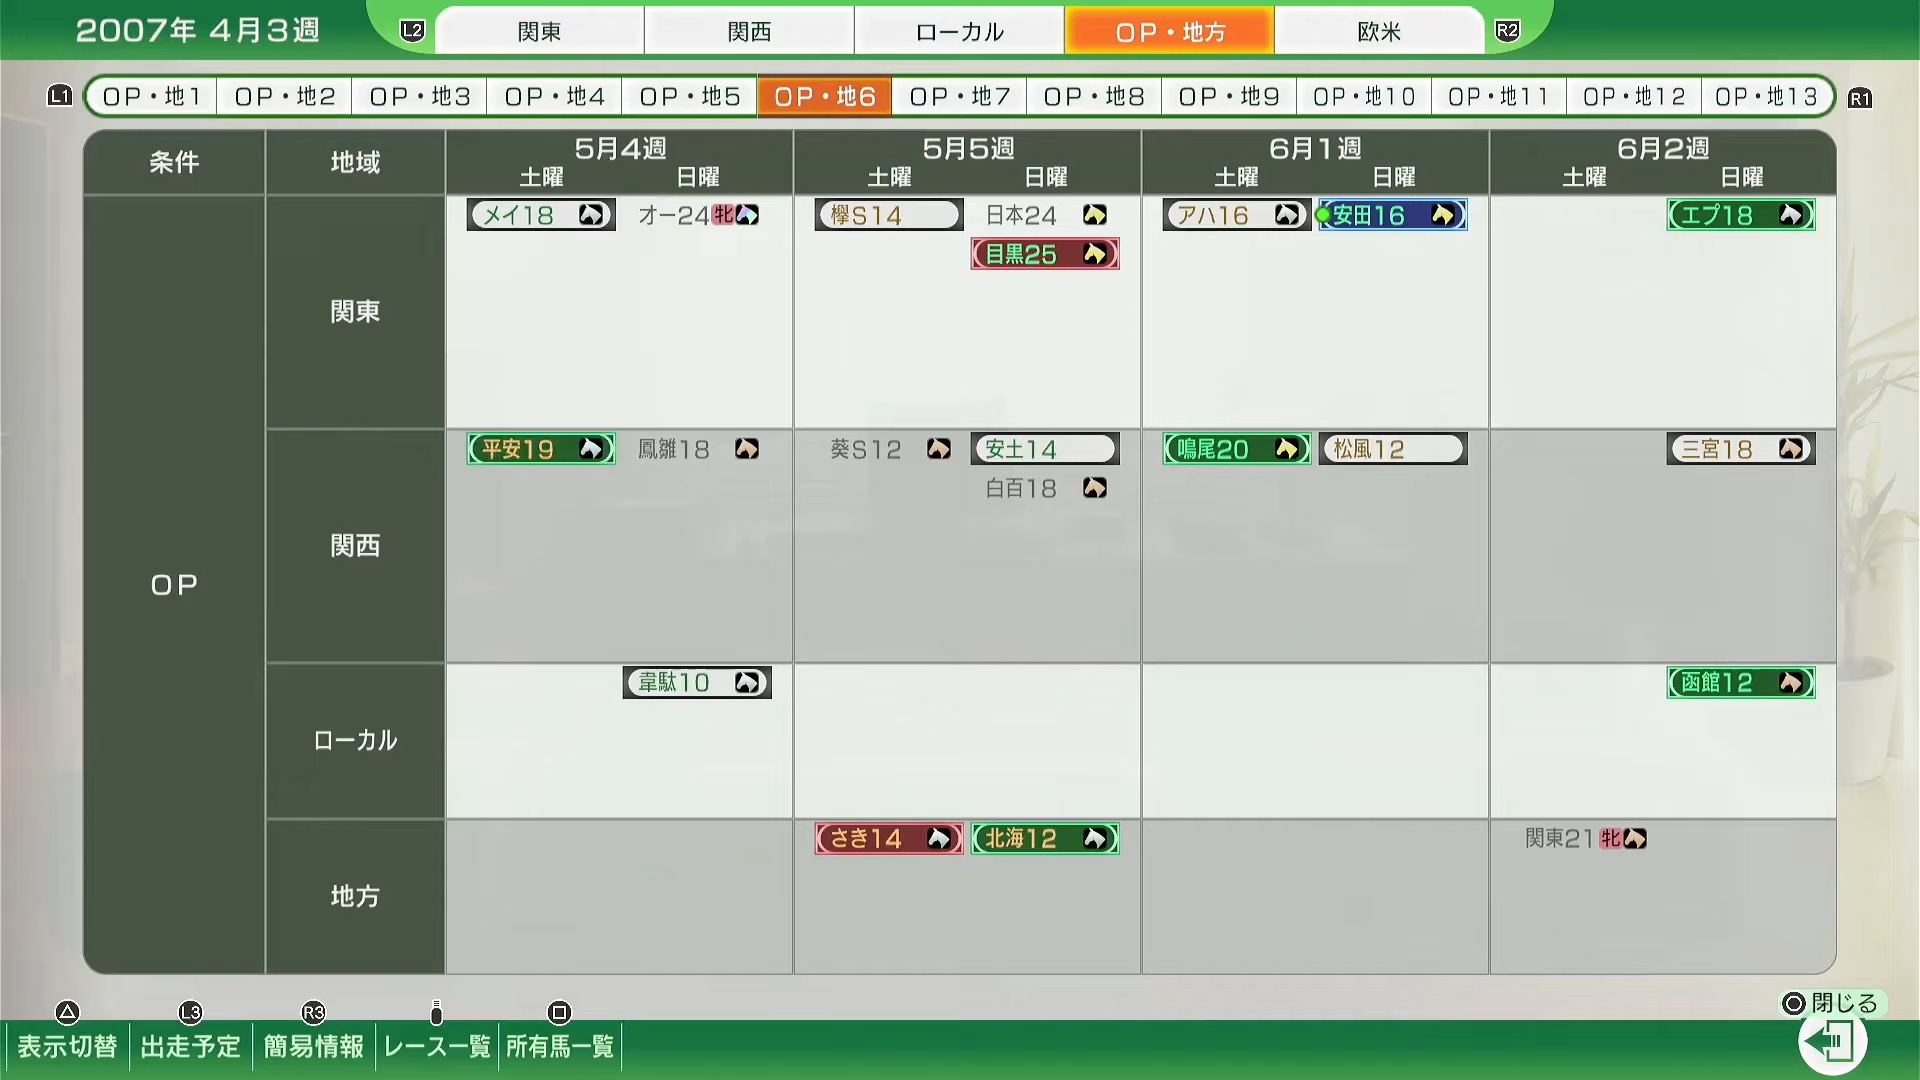 2007年 4月3週
L2 関東 関西 ローカル OP・地方 欧米 R2
L1 OP・地1 OP・地2 OP・地3 OP・地4 OP・地5 OP・地6 OP・地7 OP・地8 OP・地9 OP・地10 OP・地11 OP・地12 OP・地13 R1
条件 地域 5月4週 5月5週 6月1週 6月2週
土曜 日曜 土曜 日曜 土曜 日曜 土曜 日曜
OP
関東
メイ18 オー24牝 欅S14 日本24 アハ16 安田16 エプ18
目黒25
関西
平安19 鳳雛18 葵S12 安土14 鳴尾20 松風12 三宮18
白百18
ローカル
韋駄10 函館12
地方
さき14 北海12 関東21牝
閉じる
L3 R3
表示切替 出走予定 簡易情報 レース一覧 所有馬一覧